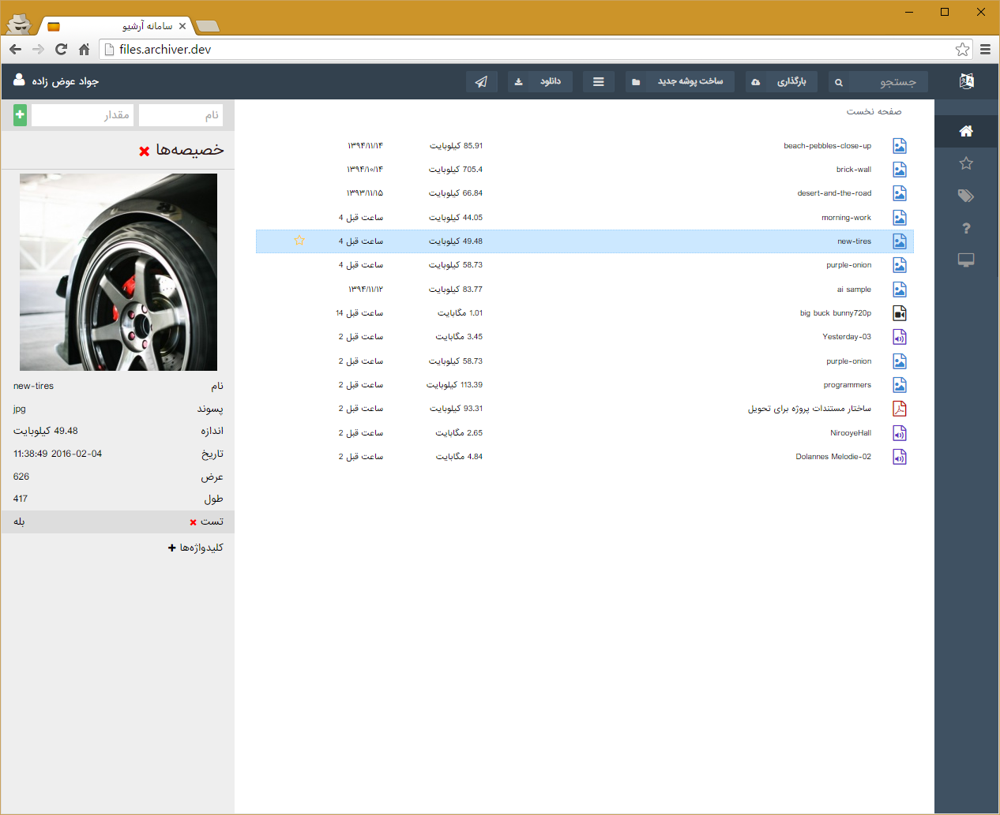 سامانه آرشیو
files.archiver.dev
جستجو
بارگذاری
ساخت پوشه جدید
دانلود
جواد عوض زاده
صفحه نخست
beach-pebbles-close-up 85.91 کیلوبایت ۱۳۹۴/۱۱/۱۴
brick-wall 705.4 کیلوبایت ۱۳۹۴/۱۰/۱۴
desert-and-the-road 66.84 کیلوبایت ۱۳۹۳/۱۱/۱۵
morning-work 44.05 کیلوبایت 4 ساعت قبل
new-tires 49.48 کیلوبایت 4 ساعت قبل
purple-onion 58.73 کیلوبایت 4 ساعت قبل
ai sample 83.77 کیلوبایت ۱۳۹۴/۱۱/۱۲
big buck bunny720p 1.01 مگابایت 14 ساعت قبل
Yesterday-03 3.45 مگابایت 2 ساعت قبل
purple-onion 58.73 کیلوبایت 2 ساعت قبل
programmers 113.39 کیلوبایت 2 ساعت قبل
ساختار مستندات پروژه برای تحویل 93.31 کیلوبایت 2 ساعت قبل
NirooyeHall 2.65 مگابایت 2 ساعت قبل
Dolannes Melodie-02 4.84 مگابایت 2 ساعت قبل
نام مقدار
خصیصه‌ها
نام new-tires
پسوند jpg
اندازه 49.48 کیلوبایت
تاریخ 2016-02-04 11:38:49
عرض 626
طول 417
تست بله
کلیدواژه‌ها